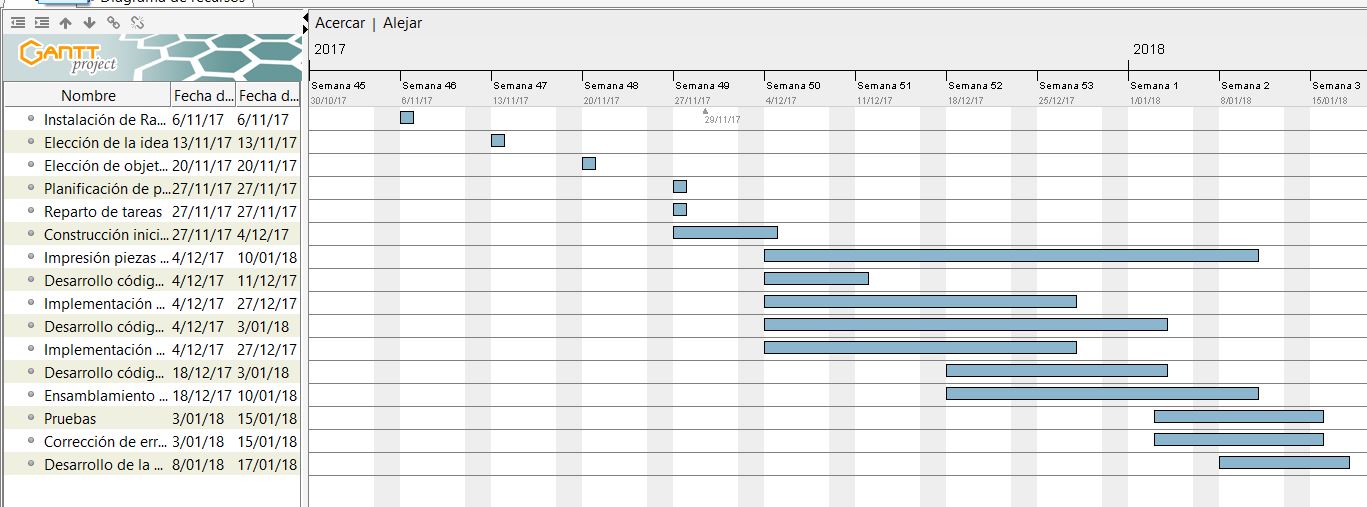 Diagrama de recursos
Acercar | Alejar
2017 2018
GANTT
project
Semana 45 Semana 46 Semana 47 Semana 48 Semana 49 Semana 50 Semana 51 Semana 52 Semana 53 Semana 1 Semana 2 Semana 3
30/10/17 6/11/17 13/11/17 20/11/17 27/11/17 4/12/17 11/12/17 18/12/17 25/12/17 1/01/18 8/01/18 15/01/18
29/11/17
Nombre Fecha d... Fecha d...
Instalación de Ra... 6/11/17 6/11/17
Elección de la idea 13/11/17 13/11/17
Elección de objet... 20/11/17 20/11/17
Planificación de p... 27/11/17 27/11/17
Reparto de tareas 27/11/17 27/11/17
Construcción inici... 27/11/17 4/12/17
Impresión piezas ... 4/12/17 10/01/18
Desarrollo códig... 4/12/17 11/12/17
Implementación ... 4/12/17 27/12/17
Desarrollo códig... 4/12/17 3/01/18
Implementación ... 4/12/17 27/12/17
Desarrollo códig... 18/12/17 3/01/18
Ensamblamiento ... 18/12/17 10/01/18
Pruebas 3/01/18 15/01/18
Corrección de err... 3/01/18 15/01/18
Desarrollo de la ... 8/01/18 17/01/18